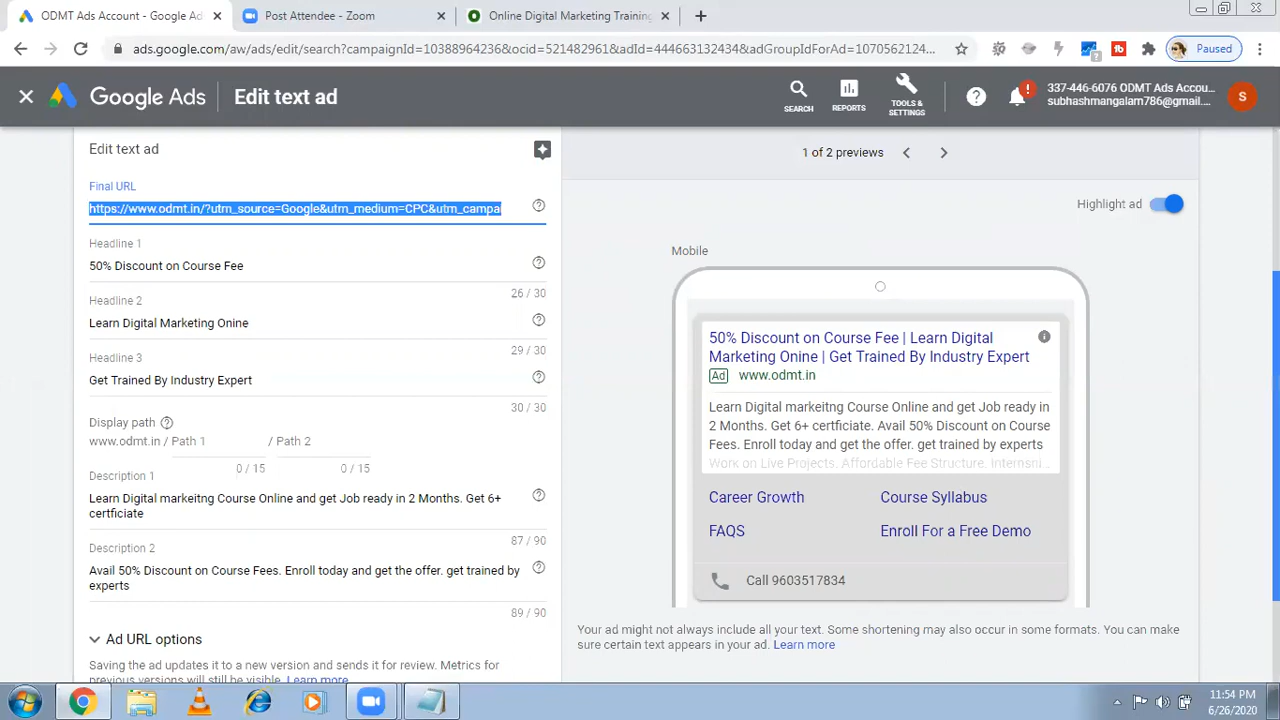 ODMT Ads Account - Google Ads
Post Attendee - Zoom
Online Digital Marketing Training
ads.google.com/aw/ads/edit/search?campaignId=10388964236&ocid=521482961&adId=444663132434&adGroupIdForAd=1070562124...
Paused
Google Ads
Edit text ad
SEARCH
REPORTS
TOOLS &
SETTINGS
337-446-6076 ODMT Ads Accou...
subhashmangalam786@gmail....
S
Edit text ad
Final URL
https://www.odmt.in/?utm_source=Google&utm_medium=CPC&utm_campai
Headline 1
50% Discount on Course Fee
26 / 30
Headline 2
Learn Digital Marketing Onine
29 / 30
Headline 3
Get Trained By Industry Expert
30 / 30
Display path
www.odmt.in / Path 1 / Path 2
0 / 15 0 / 15
Description 1
Learn Digital markeitng Course Online and get Job ready in 2 Months. Get 6+
certficiate
87 / 90
Description 2
Avail 50% Discount on Course Fees. Enroll today and get the offer. get trained by
experts
89 / 90
Ad URL options
Saving the ad updates it to a new version and sends it for review. Metrics for
previous versions will still be visible. Learn more
1 of 2 previews
Highlight ad
Mobile
50% Discount on Course Fee | Learn Digital
Marketing Onine | Get Trained By Industry Expert
Ad www.odmt.in
Learn Digital markeitng Course Online and get Job ready in
2 Months. Get 6+ certficiate. Avail 50% Discount on Course
Fees. Enroll today and get the offer. get trained by experts
Work on Live Projects. Affordable Fee Structure. Internsni...
Career Growth Course Syllabus
FAQS Enroll For a Free Demo
Call 9603517834
Your ad might not always include all your text. Some shortening may also occur in some formats. You can make
sure certain text appears in your ad. Learn more
11:54 PM
6/26/2020